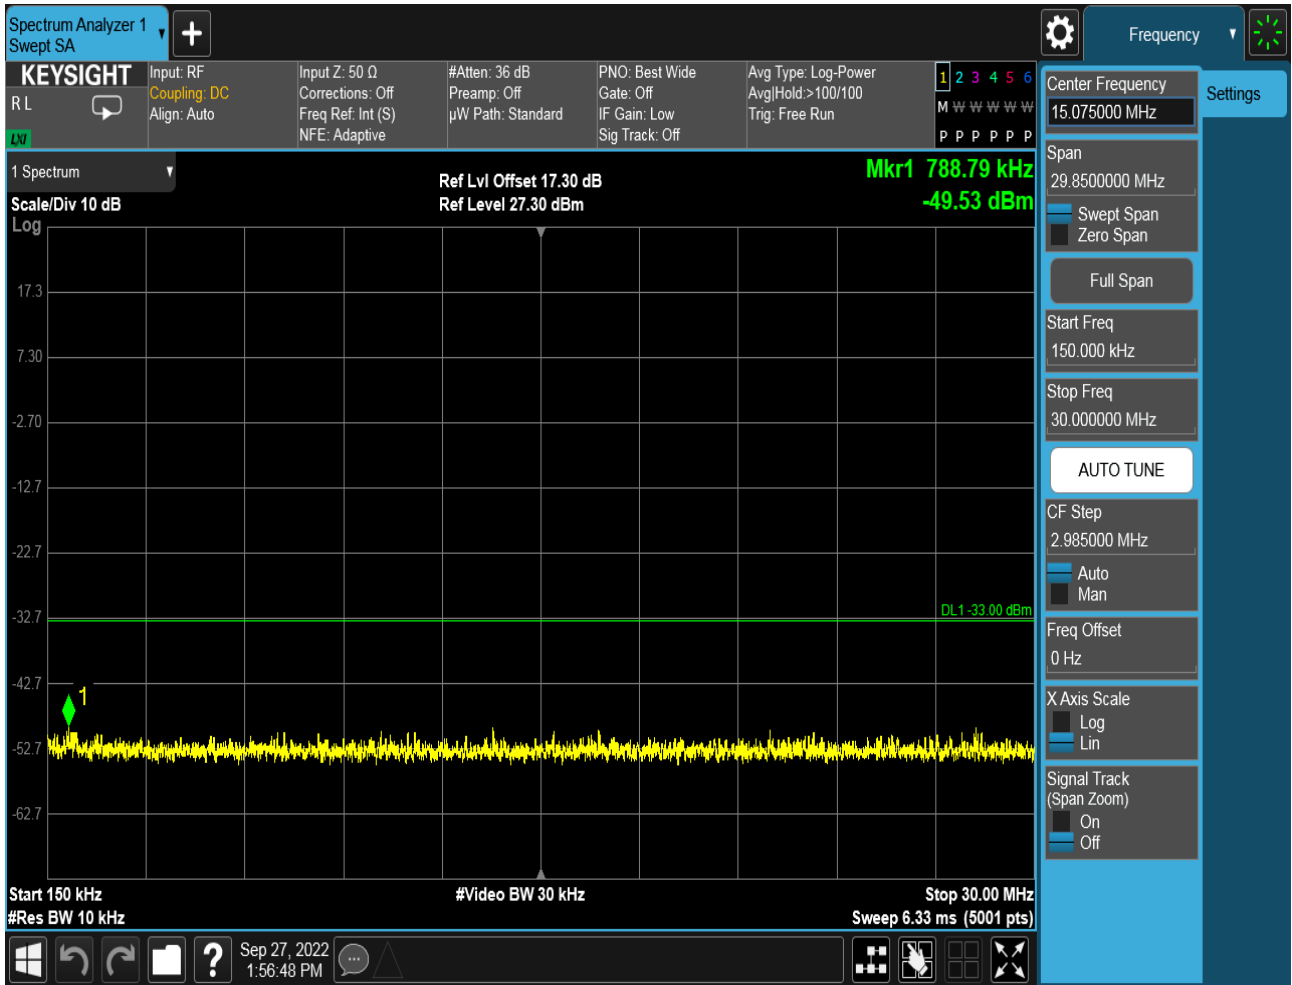 Spectrum Analyzer 1
Swept SA
Frequency
KEYSIGHT
R L
LXI
Input: RF
Coupling: DC
Align: Auto
Input Z: 50 Ω
Corrections: Off
Freq Ref: Int (S)
NFE: Adaptive
#Atten: 36 dB
Preamp: Off
µW Path: Standard
PNO: Best Wide
Gate: Off
IF Gain: Low
Sig Track: Off
Avg Type: Log-Power
Avg|Hold:>100/100
Trig: Free Run
1 2 3 4 5 6
M W W W W W
P P P P P P
1 Spectrum
Scale/Div 10 dB
Log
Ref Lvl Offset 17.30 dB
Ref Level 27.30 dBm
Mkr1 788.79 kHz
-49.53 dBm
17.3
7.30
-2.70
-12.7
-22.7
-32.7
-42.7
-52.7
-62.7
DL1 -33.00 dBm
1
Start 150 kHz
#Res BW 10 kHz
#Video BW 30 kHz
Stop 30.00 MHz
Sweep 6.33 ms (5001 pts)
Center Frequency
15.075000 MHz
Span
29.8500000 MHz
Swept Span
Zero Span
Full Span
Start Freq
150.000 kHz
Stop Freq
30.000000 MHz
AUTO TUNE
CF Step
2.985000 MHz
Auto
Man
Freq Offset
0 Hz
X Axis Scale
Log
Lin
Signal Track
(Span Zoom)
On
Off
Settings
?
Sep 27, 2022
1:56:48 PM